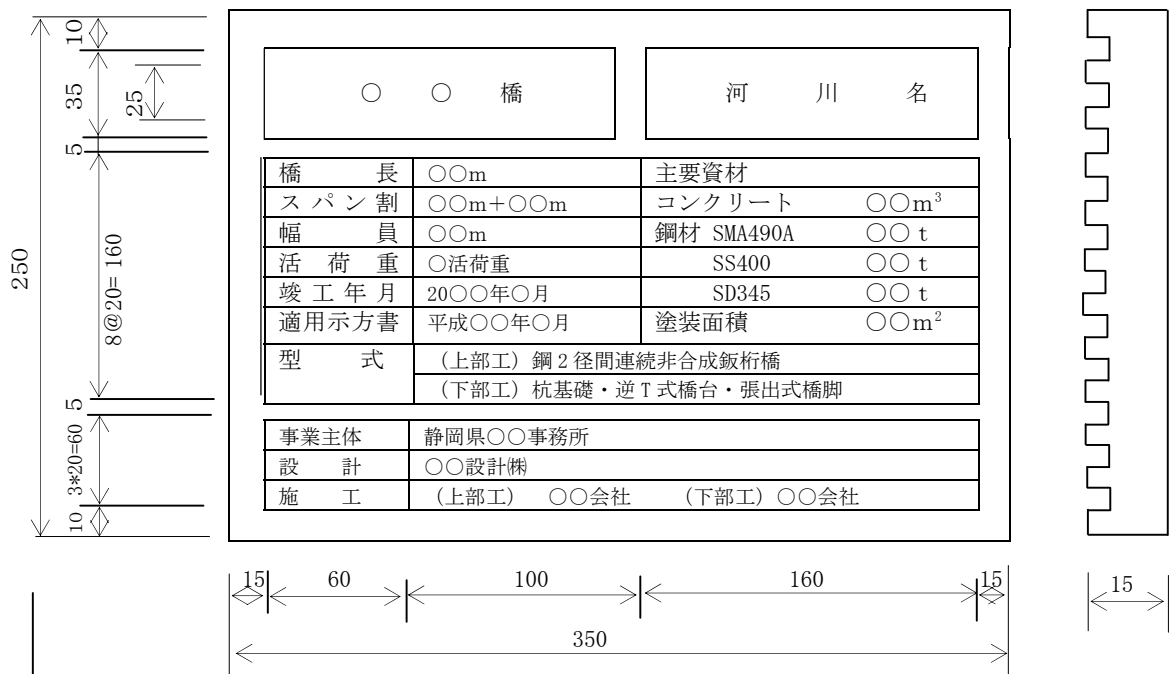 ○ ○ 橋 河 川 名
橋 長 ○○m 主要資材
スパン割 ○○m+○○m コンクリート ○○m³
幅 員 ○○m 鋼材 SMA490A ○○t
活 荷 重 ○活荷重 SS400 ○○t
竣工年月 20○○年○月 SD345 ○○t
適用示方書 平成○○年○月 塗装面積 ○○m²
型 式 (上部工)鋼2径間連続非合成鈑桁橋
(下部工)杭基礎・逆T式橋台・張出式橋脚
事業主体 静岡県○○事務所
設 計 ○○設計㈱
施 工 (上部工) ○○会社 (下部工)○○会社
250
10
35
25
5
8@20=160
5
3*20=60
10
15 60 100 160 15
350
15